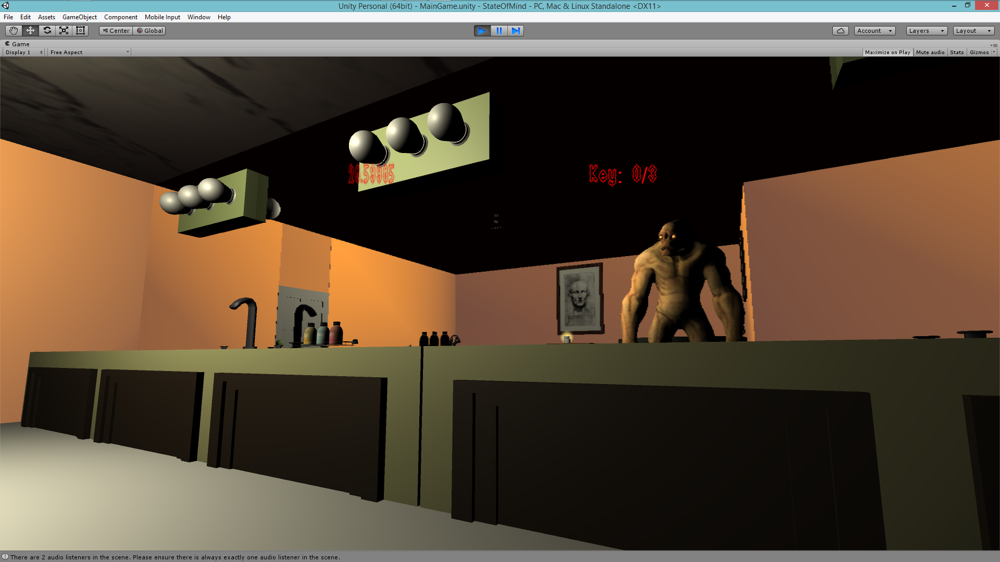 Unity Personal (64bit) - MainGame.unity - StateOfMind - PC, Mac & Linux Standalone <DX11>
File Edit Assets GameObject Component Mobile Input Window Help
Center Global Account Layers Layout
Game
Display 1 Free Aspect Maximize on Play Mute audio Stats Gizmos
20.59985 Key: 0/3
There are 2 audio listeners in the scene. Please ensure there is always exactly one audio listener in the scene.